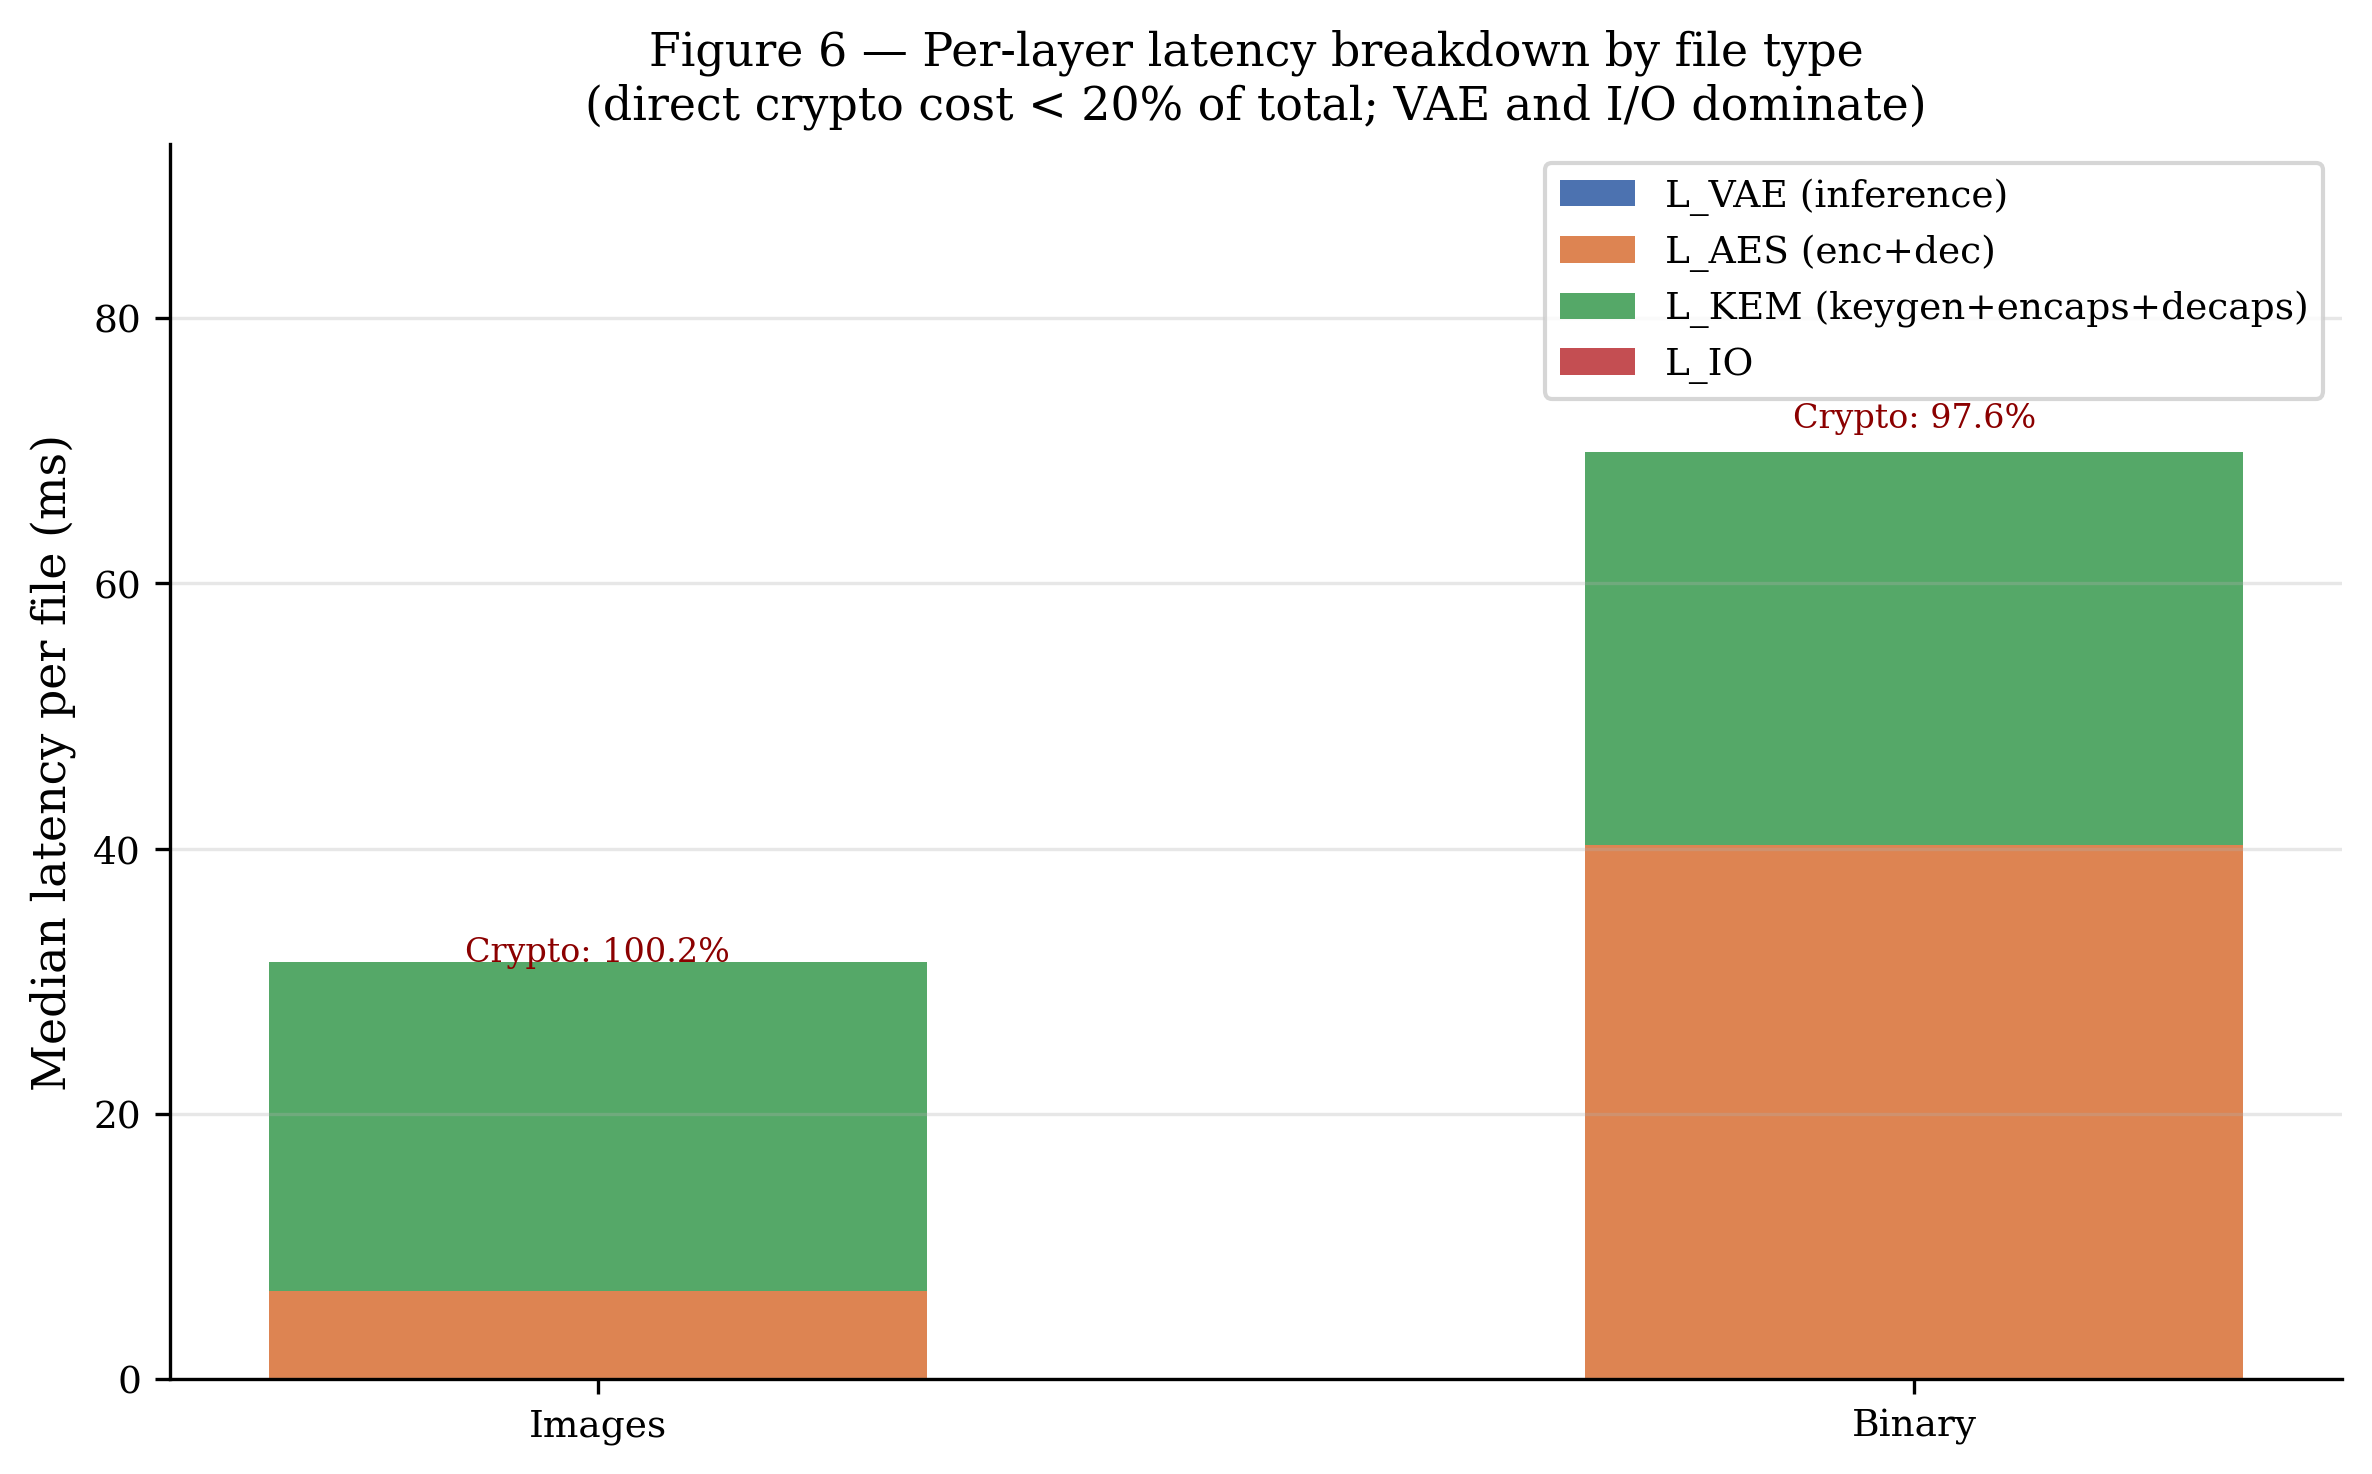 Figure 6 — Per-layer latency breakdown by file type
(direct crypto cost < 20% of total; VAE and I/O dominate)
Median latency per file (ms)
80
60
40
20
0
L_VAE (inference)
L_AES (enc+dec)
L_KEM (keygen+encaps+decaps)
L_IO
Crypto: 97.6%
Crypto: 100.2%
Images
Binary